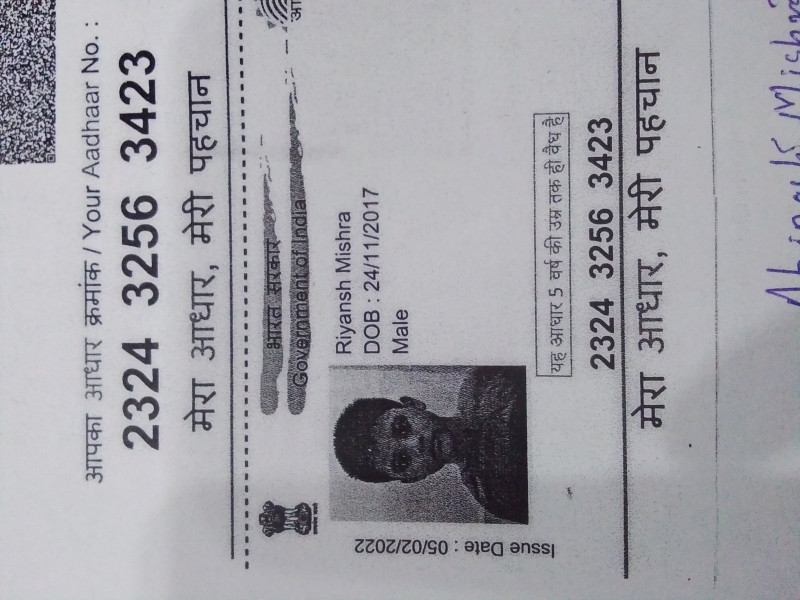 आपका आधार क्रमांक / Your Aadhaar No. :
2324 3256 3423
मेरा आधार, मेरी पहचान
भारत सरकार
Government of India
Riyansh Mishra
DOB : 24/11/2017
Male
Issue Date : 05/02/2022
यह आधार 5 वर्ष की उम्र तक ही वैध है
2324 3256 3423
मेरा आधार, मेरी पहचान